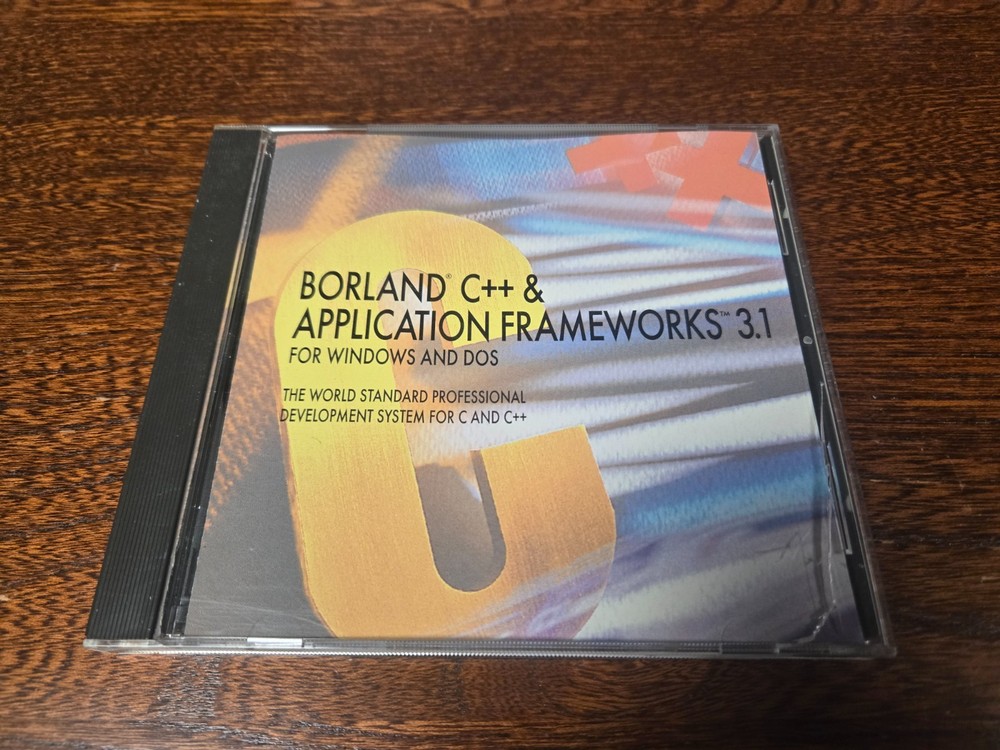 BORLAND® C++ &
APPLICATION FRAMEWORKS™ 3.1
FOR WINDOWS AND DOS
THE WORLD STANDARD PROFESSIONAL
DEVELOPMENT SYSTEM FOR C AND C++